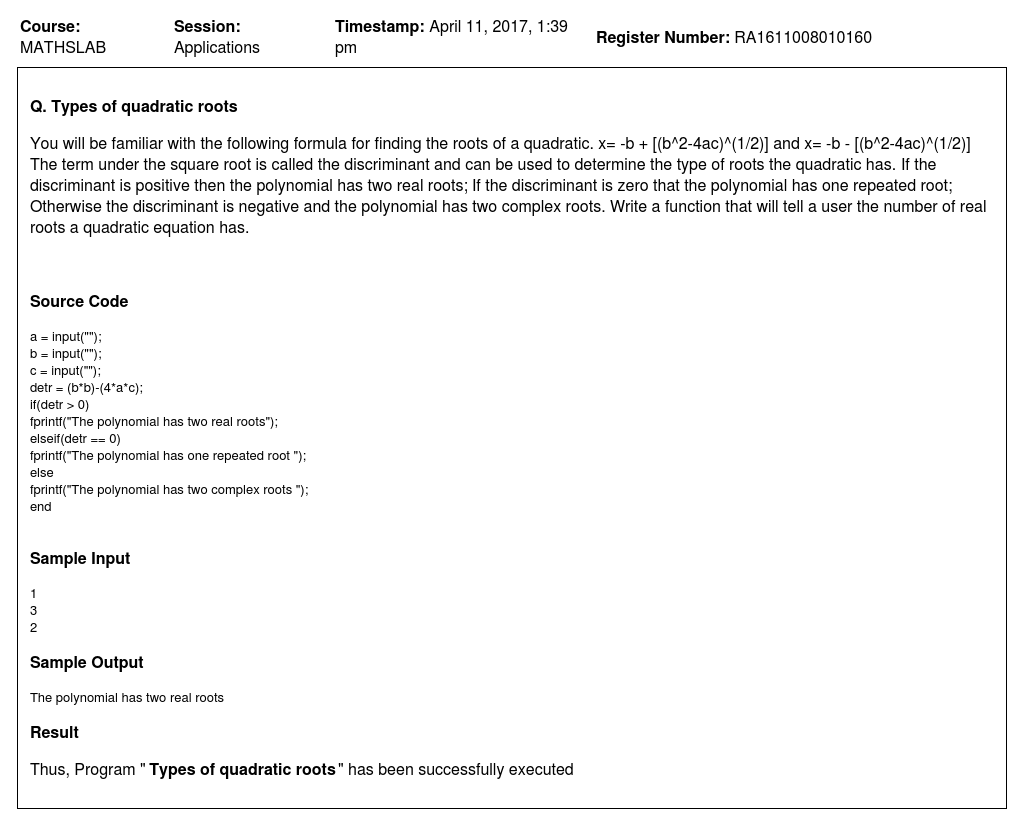 Course: MATHSLAB
Session: Applications
Timestamp: April 11, 2017, 1:39 pm
Register Number: RA1611008010160
Q. Types of quadratic roots
You will be familiar with the following formula for finding the roots of a quadratic. x= -b + [(b^2-4ac)^(1/2)] and x= -b - [(b^2-4ac)^(1/2)]
The term under the square root is called the discriminant and can be used to determine the type of roots the quadratic has. If the
discriminant is positive then the polynomial has two real roots; If the discriminant is zero that the polynomial has one repeated root;
Otherwise the discriminant is negative and the polynomial has two complex roots. Write a function that will tell a user the number of real
roots a quadratic equation has.
Source Code
a = input("");
b = input("");
c = input("");
detr = (b*b)-(4*a*c);
if(detr > 0)
fprintf("The polynomial has two real roots");
elseif(detr == 0)
fprintf("The polynomial has one repeated root ");
else
fprintf("The polynomial has two complex roots ");
end
Sample Input
1
3
2
Sample Output
The polynomial has two real roots
Result
Thus, Program " Types of quadratic roots" has been successfully executed